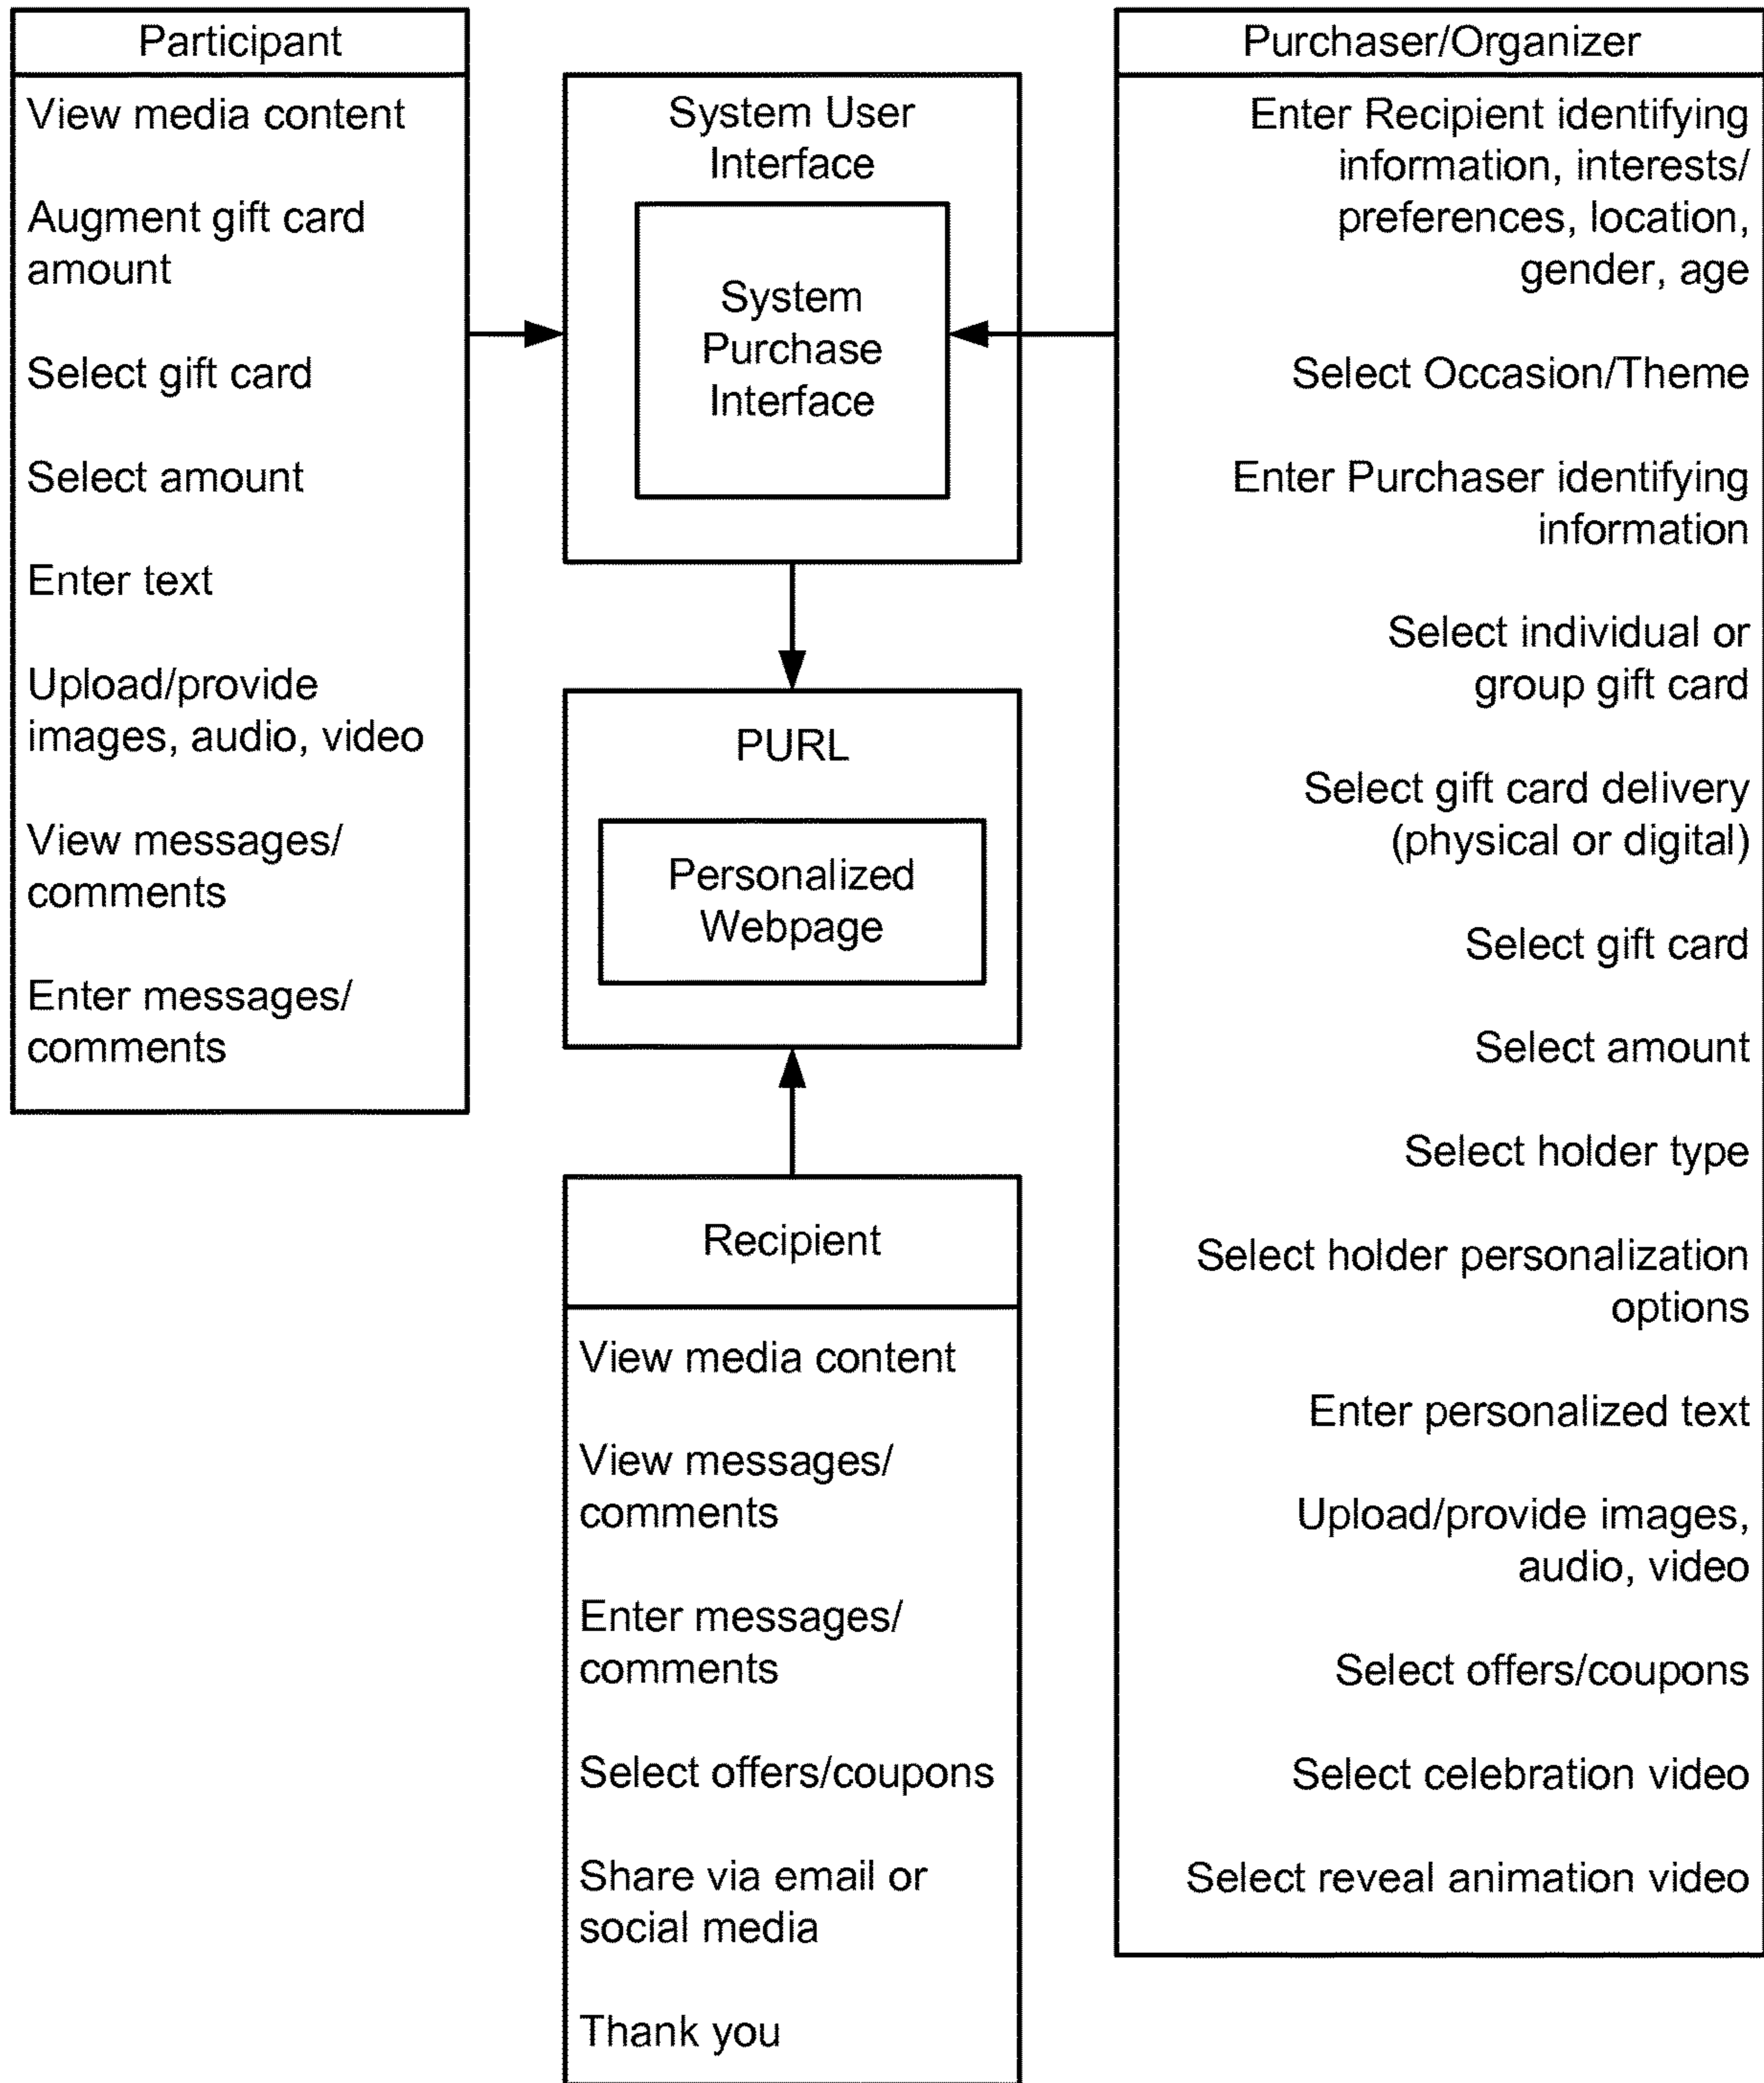 Participant
View media content
Augment gift card
amount
Select gift card
Select amount
Enter text
Upload/provide
images, audio, video
View messages/
comments
Enter messages/
comments
System User
Interface
System
Purchase
Interface
PURL
Personalized
Webpage
Recipient
View media content
View messages/
comments
Enter messages/
comments
Select offers/coupons
Share via email or
social media
Thank you
Purchaser/Organizer
Enter Recipient identifying
information, interests/
preferences, location,
gender, age
Select Occasion/Theme
Enter Purchaser identifying
information
Select individual or
group gift card
Select gift card delivery
(physical or digital)
Select gift card
Select amount
Select holder type
Select holder personalization
options
Enter personalized text
Upload/provide images,
audio, video
Select offers/coupons
Select celebration video
Select reveal animation video